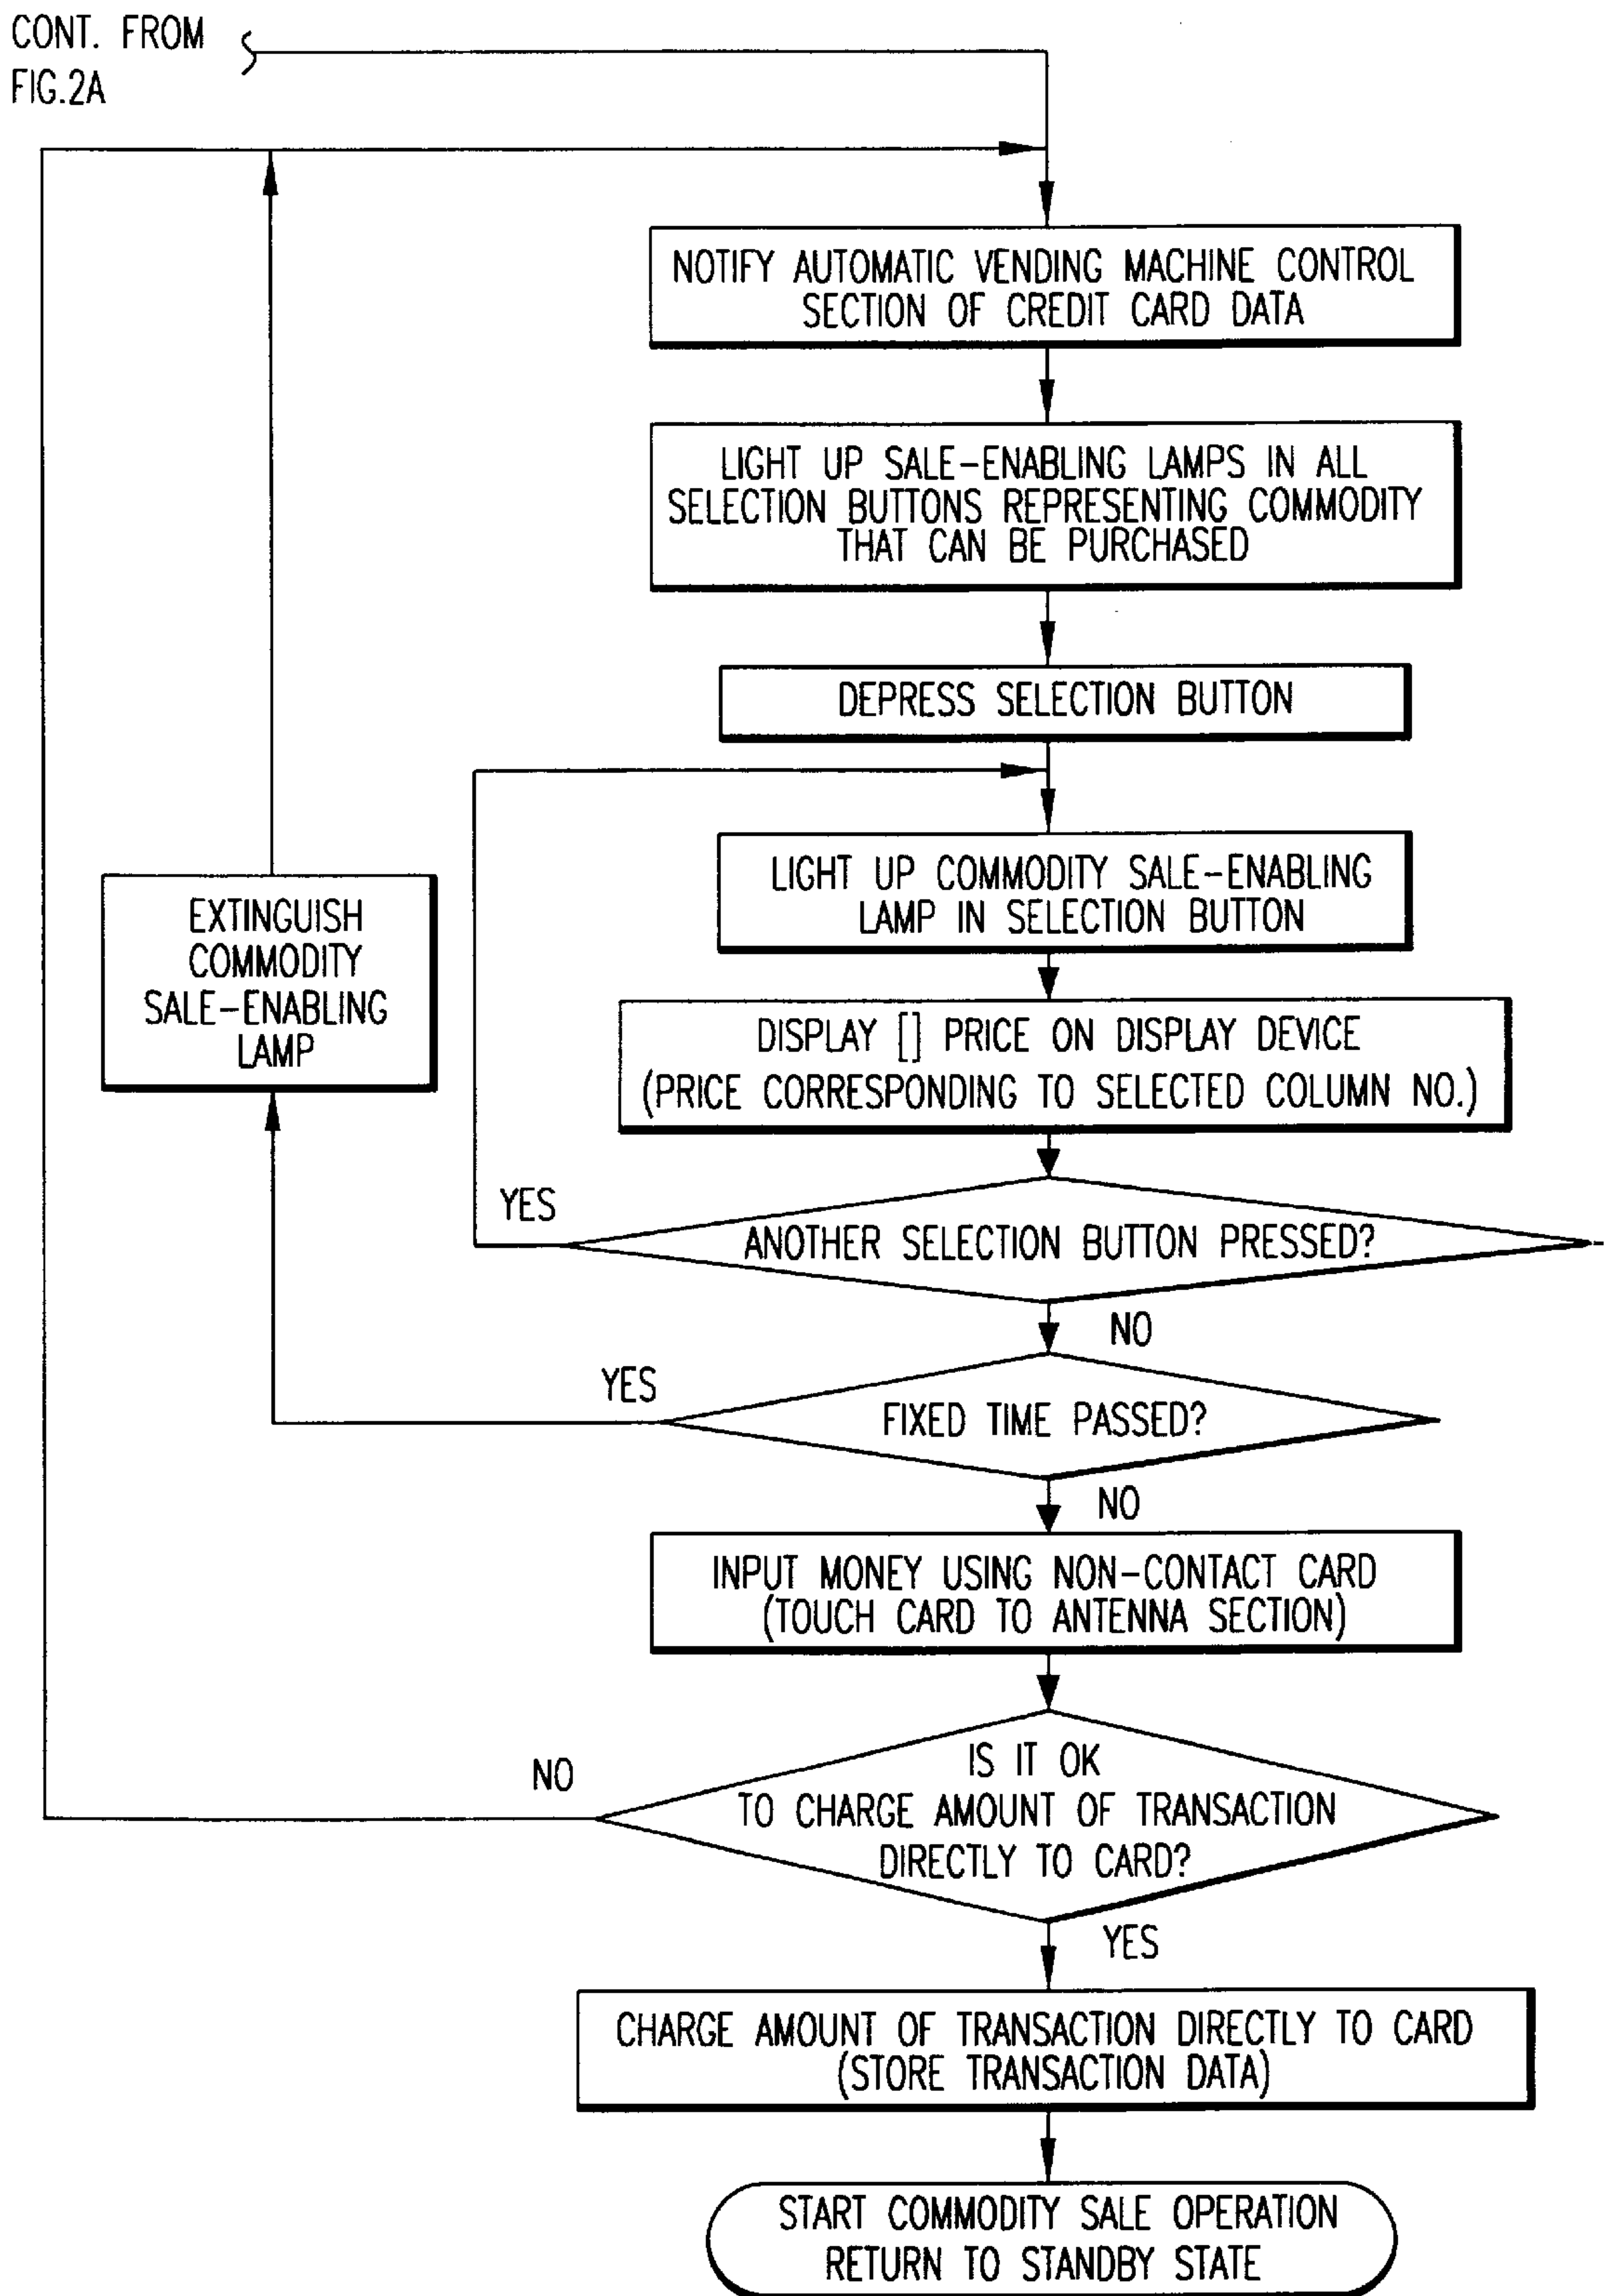 CONT. FROM
FIG.2A
NOTIFY AUTOMATIC VENDING MACHINE CONTROL
SECTION OF CREDIT CARD DATA
LIGHT UP SALE-ENABLING LAMPS IN ALL
SELECTION BUTTONS REPRESENTING COMMODITY
THAT CAN BE PURCHASED
DEPRESS SELECTION BUTTON
LIGHT UP COMMODITY SALE-ENABLING
LAMP IN SELECTION BUTTON
EXTINGUISH
COMMODITY
SALE-ENABLING
LAMP
DISPLAY [] PRICE ON DISPLAY DEVICE
(PRICE CORRESPONDING TO SELECTED COLUMN NO.)
YES
ANOTHER SELECTION BUTTON PRESSED?
NO
YES
FIXED TIME PASSED?
NO
INPUT MONEY USING NON-CONTACT CARD
(TOUCH CARD TO ANTENNA SECTION)
NO
IS IT OK
TO CHARGE AMOUNT OF TRANSACTION
DIRECTLY TO CARD?
YES
CHARGE AMOUNT OF TRANSACTION DIRECTLY TO CARD
(STORE TRANSACTION DATA)
START COMMODITY SALE OPERATION
RETURN TO STANDBY STATE